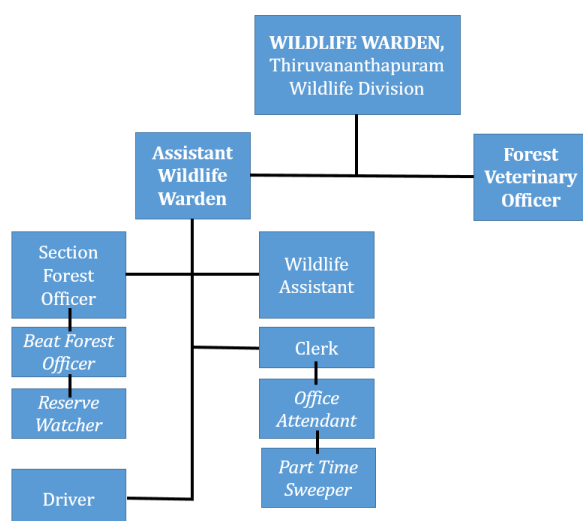 WILDLIFE WARDEN,
Thiruvananthapuram
Wildlife Division
Assistant
Wildlife
Warden
Forest
Veterinary
Officer
Section
Forest
Officer
Wildlife
Assistant
Beat Forest
Officer
Clerk
Reserve
Watcher
Office
Attendant
Driver
Part Time
Sweeper